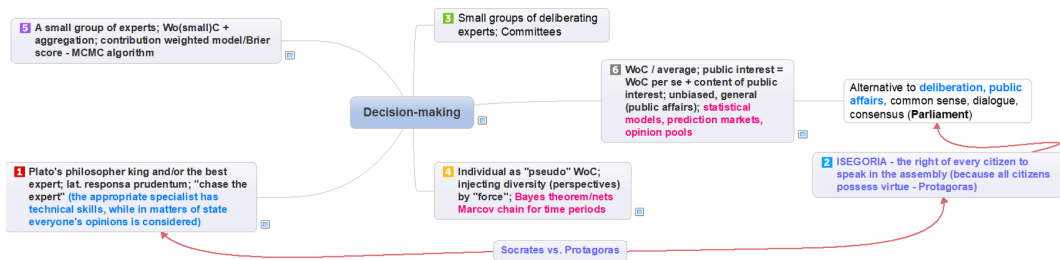 5 A small group of experts; Wo(small)C +
aggregation; contribution weighted model/Brier
score - MCMC algorithm
3 Small groups of deliberating
experts; Committees
6 WoC / average; public interest =
WoC per se + content of public
interest; unbiased, general
(public affairs); statistical
models, prediction markets,
opinion pools
Alternative to deliberation, public
affairs, common sense, dialogue,
consensus (Parliament)
Decision-making
1 Plato's philosopher king and/or the best
expert; lat. responsa prudentum; "chase the
expert" (the appropriate specialist has
technical skills, while in matters of state
everyone's opinions is considered)
4 Individual as "pseudo" WoC;
injecting diversity (perspectives)
by "force"; Bayes theorem/nets
Marcov chain for time periods
2 ISEGORIA - the right of every citizen to
speak in the assembly (because all citizens
possess virtue - Protagoras)
Socrates vs. Protagoras